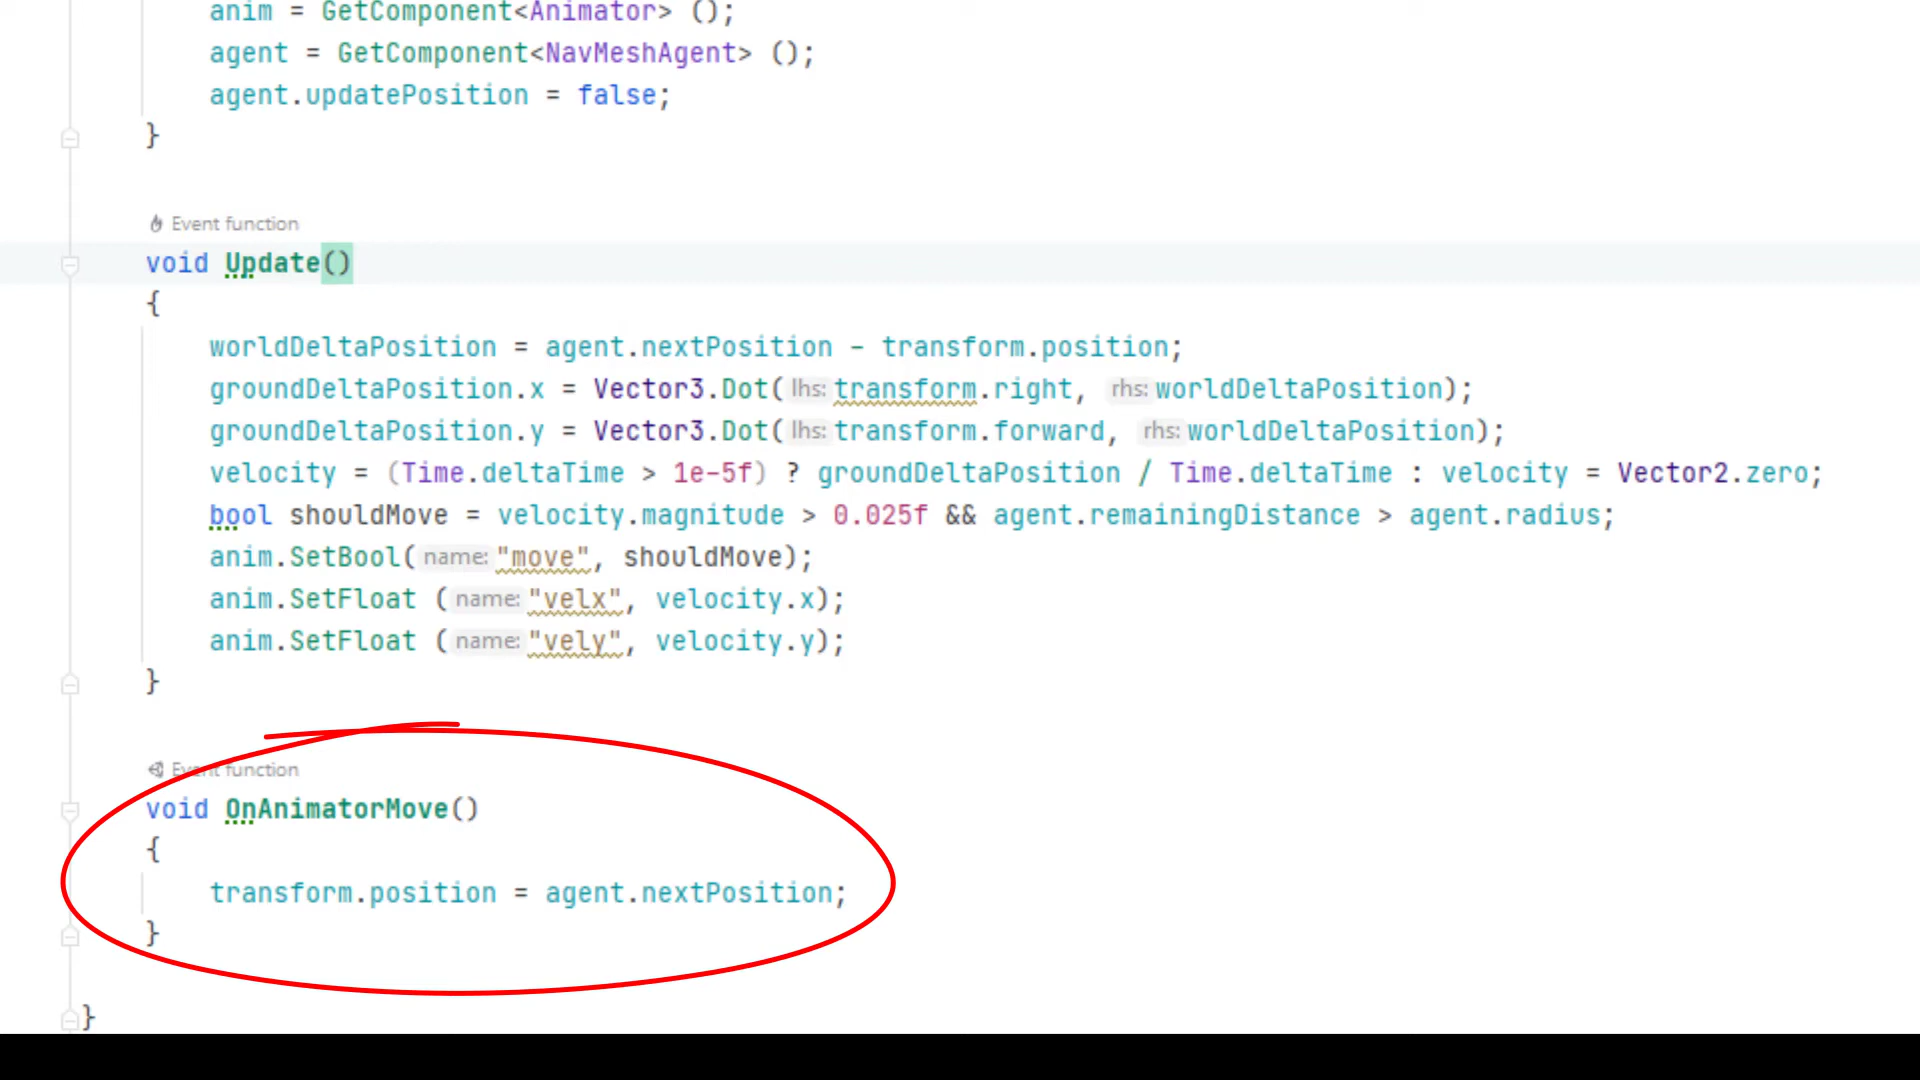 anim = GetComponent<Animator> ();
agent = GetComponent<NavMeshAgent> ();
agent.updatePosition = false;
}
Event function
void Update()
{
worldDeltaPosition = agent.nextPosition - transform.position;
groundDeltaPosition.x = Vector3.Dot( lhs: transform.right, rhs: worldDeltaPosition);
groundDeltaPosition.y = Vector3.Dot( lhs: transform.forward, rhs: worldDeltaPosition);
velocity = (Time.deltaTime > 1e-5f) ? groundDeltaPosition / Time.deltaTime : velocity = Vector2.zero;
bool shouldMove = velocity.magnitude > 0.025f && agent.remainingDistance > agent.radius;
anim.SetBool( name: "move", shouldMove);
anim.SetFloat ( name: "velx", velocity.x);
anim.SetFloat ( name: "vely", velocity.y);
}
Event function
void OnAnimatorMove()
{
transform.position = agent.nextPosition;
}
}